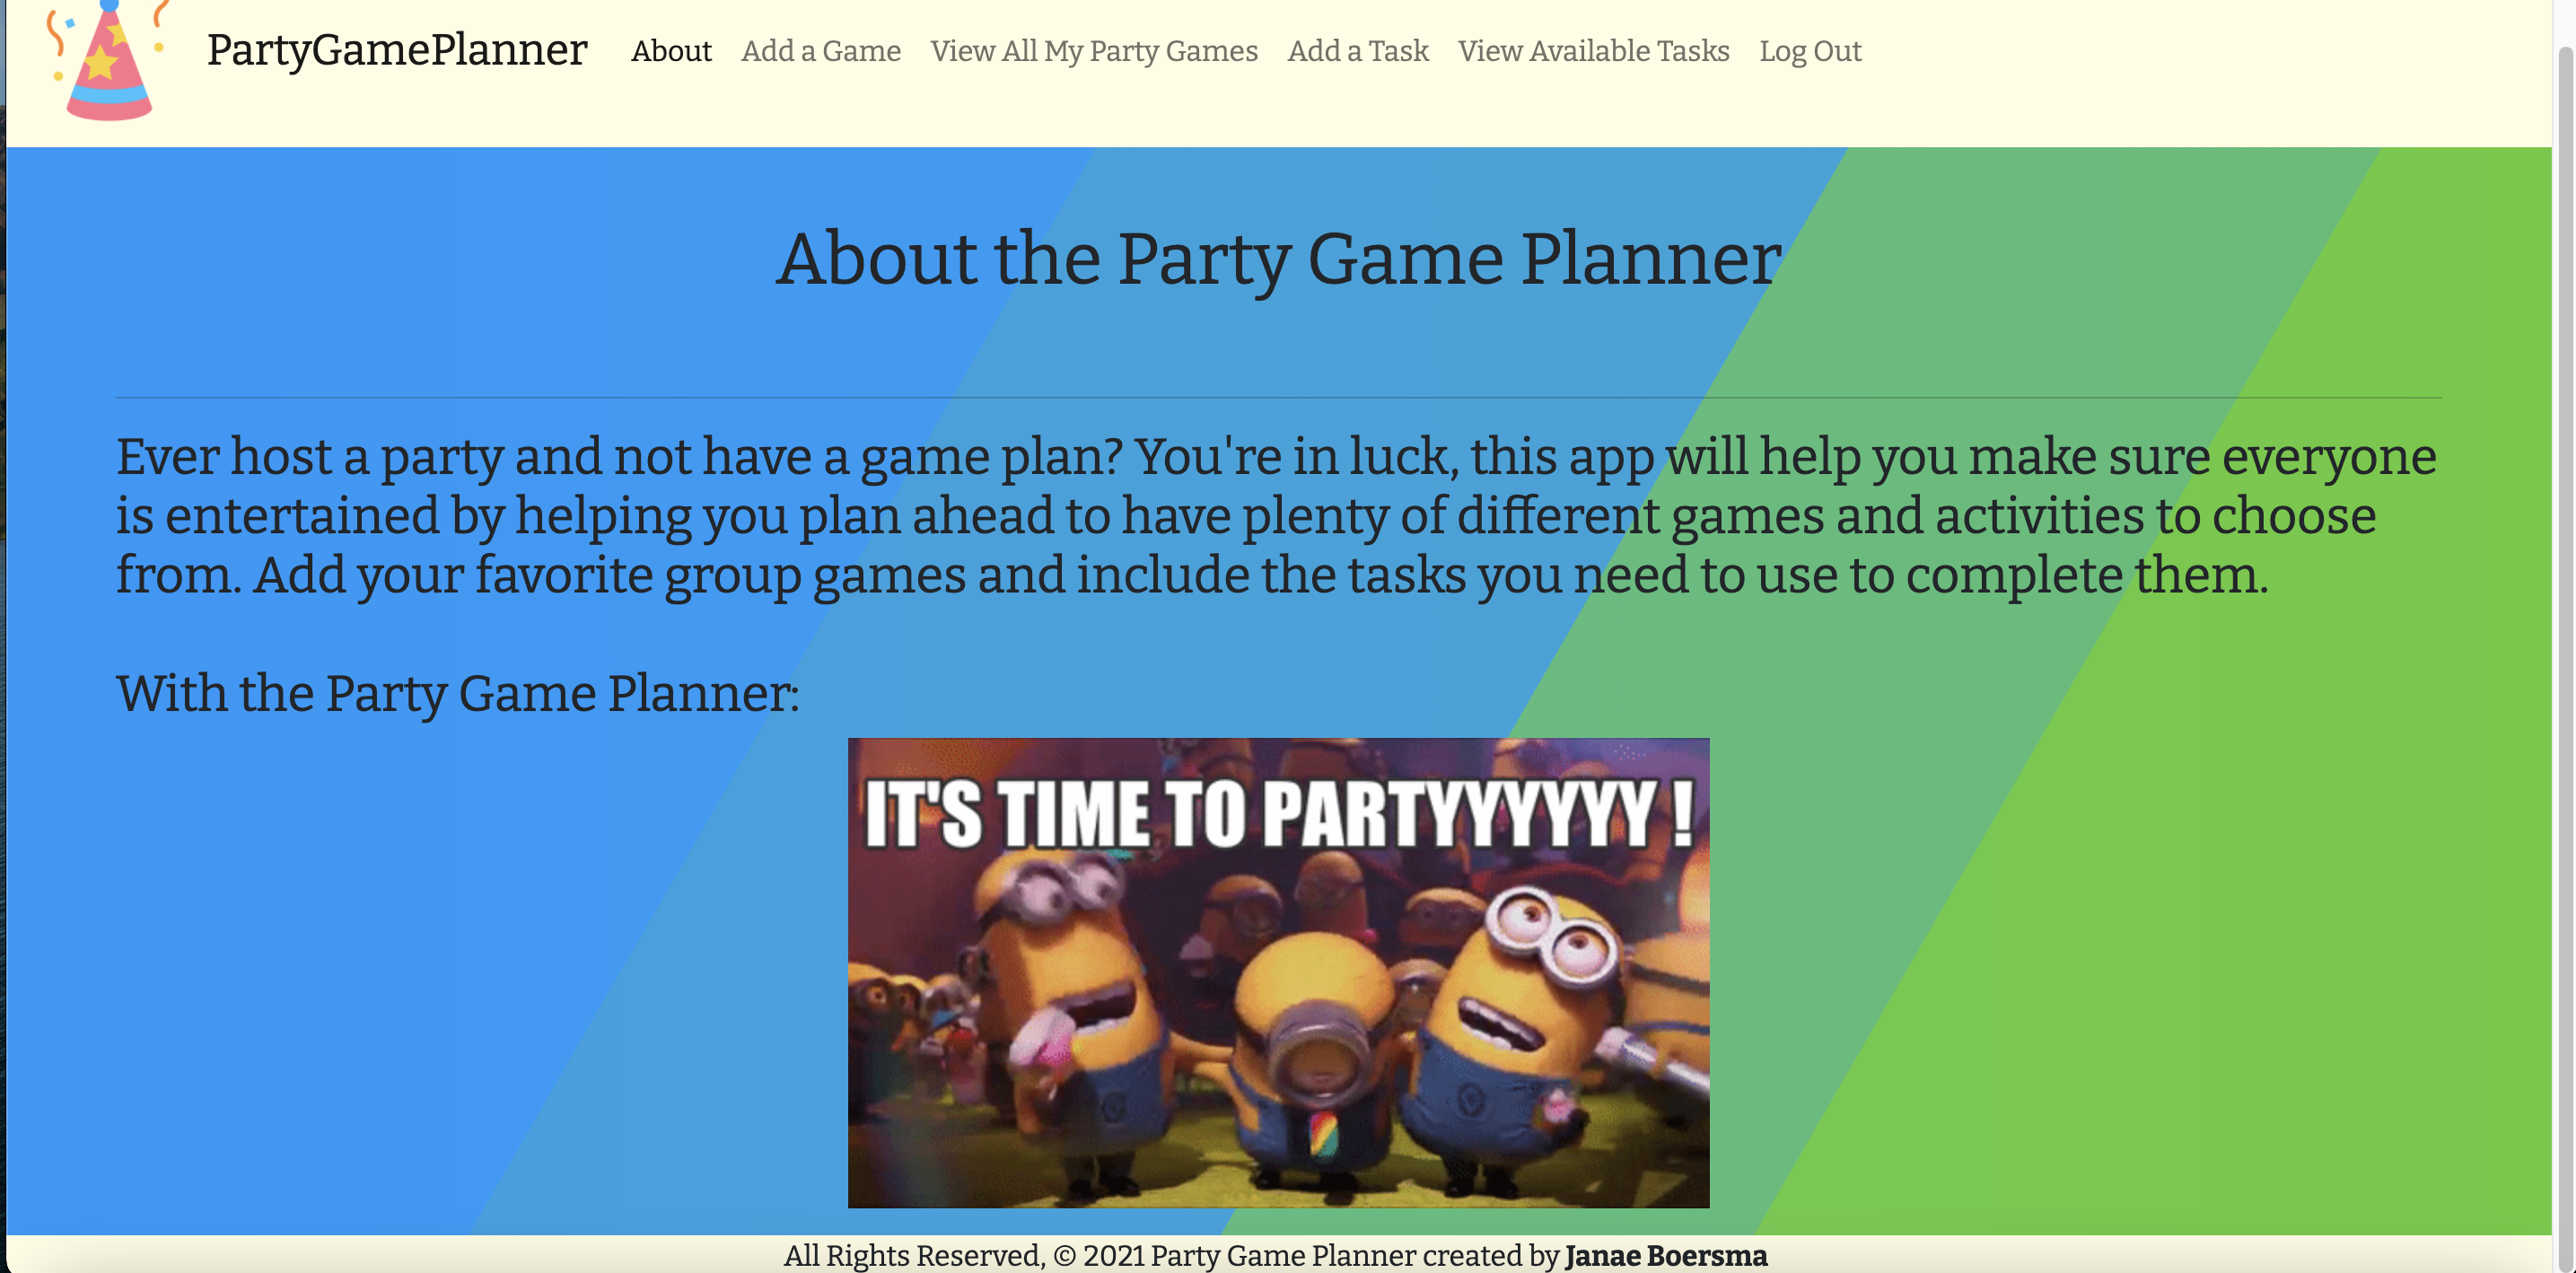 PartyGamePlanner About Add a Game View All My Party Games Add a Task View Available Tasks Log Out
About the Party Game Planner
Ever host a party and not have a game plan? You're in luck, this app will help you make sure everyone
is entertained by helping you plan ahead to have plenty of different games and activities to choose
from. Add your favorite group games and include the tasks you need to use to complete them.
With the Party Game Planner:
IT'S TIME TO PARTYYYYYY !
All Rights Reserved, © 2021 Party Game Planner created by Janae Boersma